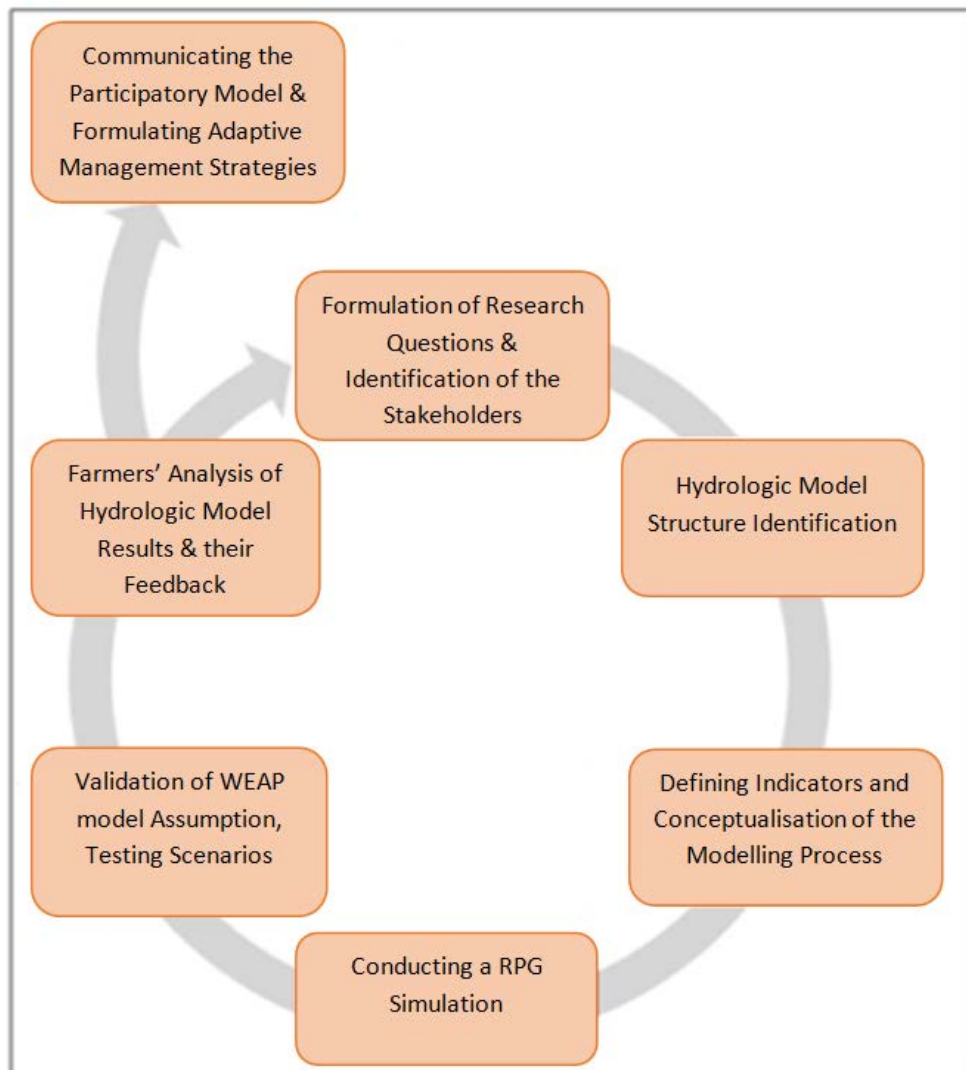 Communicating the
Participatory Model &
Formulating Adaptive
Management Strategies
Formulation of Research
Questions &
Identification of the
Stakeholders
Farmers’ Analysis of
Hydrologic Model
Results & their
Feedback
Hydrologic Model
Structure Identification
Validation of WEAP
model Assumption,
Testing Scenarios
Defining Indicators and
Conceptualisation of the
Modelling Process
Conducting a RPG
Simulation